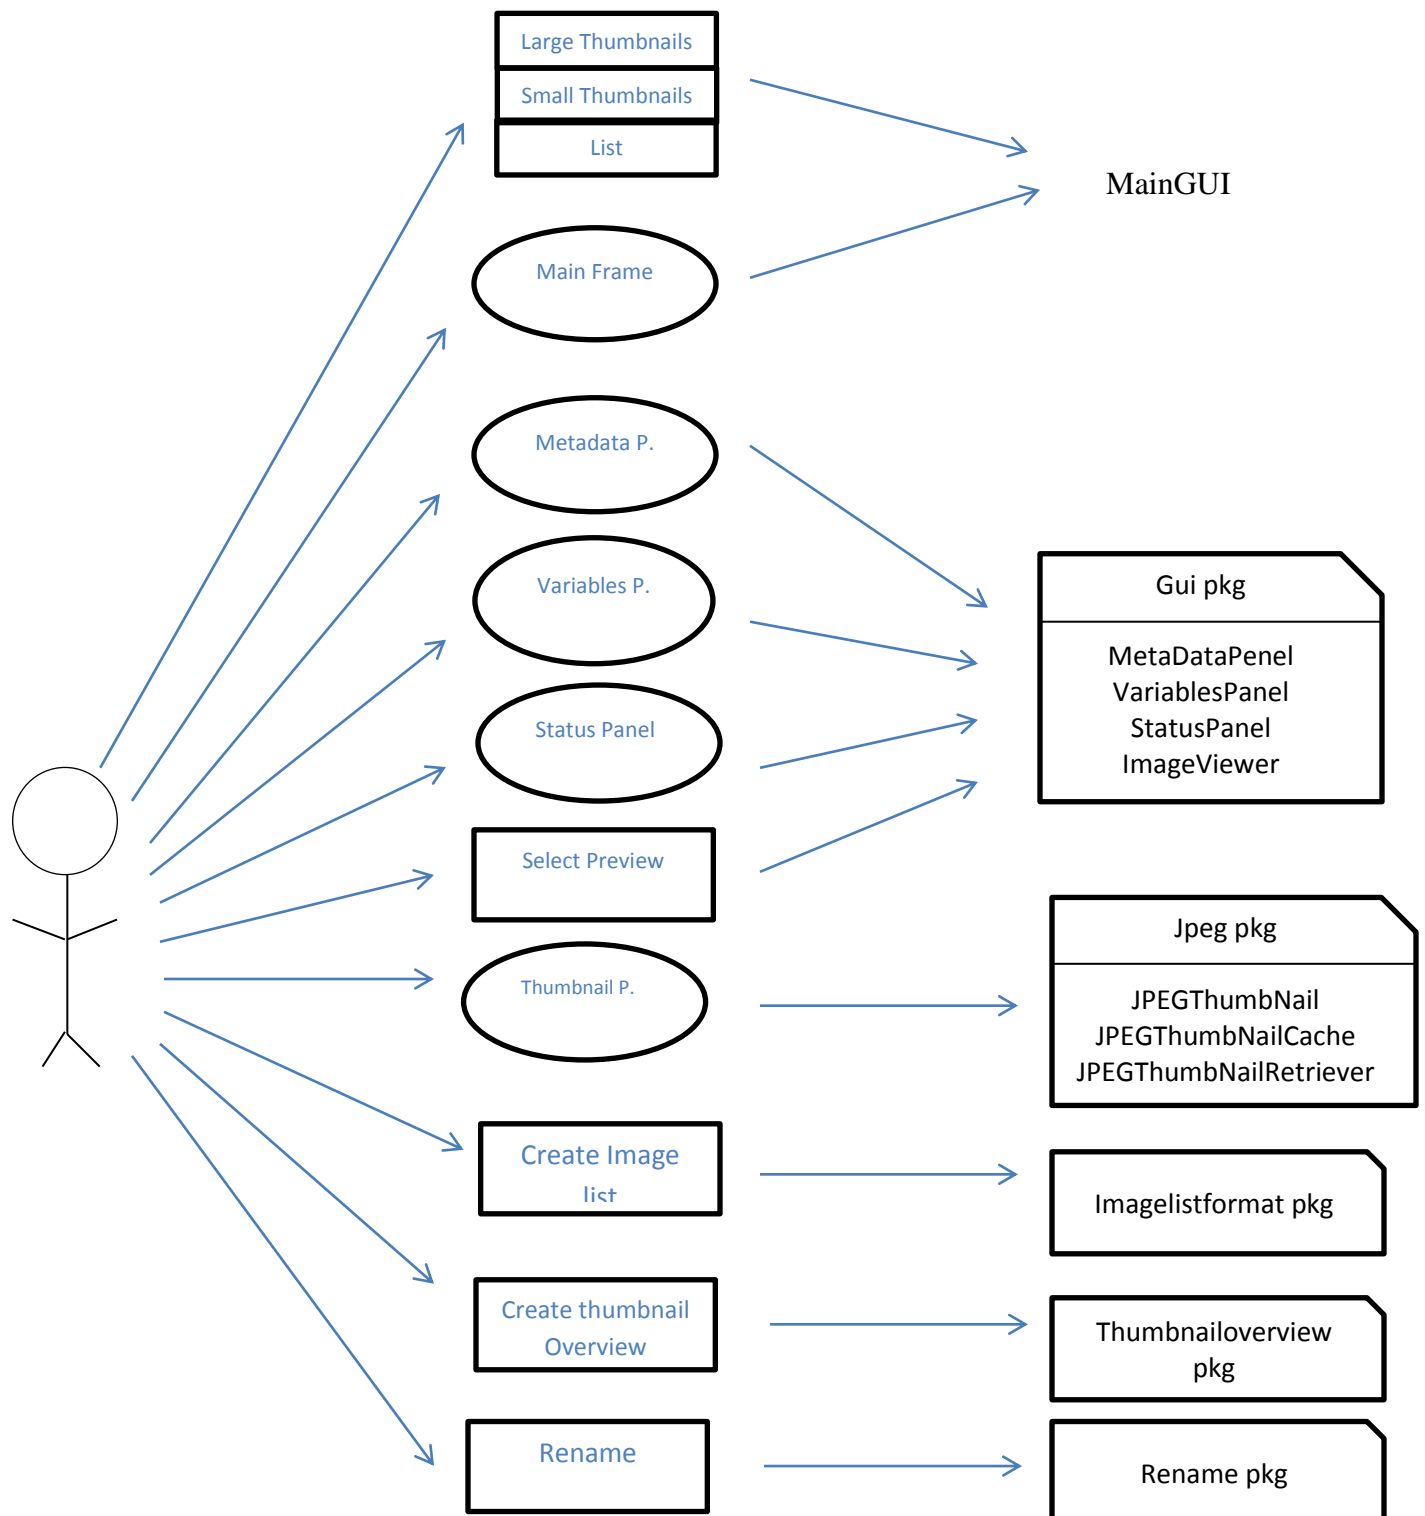 Large Thumbnails
Small Thumbnails
List
MainGUI
Main Frame
Metadata P.
Variables P.
Status Panel
Select Preview
Thumbnail P.
Gui pkg
MetaDataPenel
VariablesPanel
StatusPanel
ImageViewer
Jpeg pkg
JPEGThumbNail
JPEGThumbNailCache
JPEGThumbNailRetriever
Create Image
list
Imagelistformat pkg
Create thumbnail
Overview
Thumbnailoverview
pkg
Rename
Rename pkg